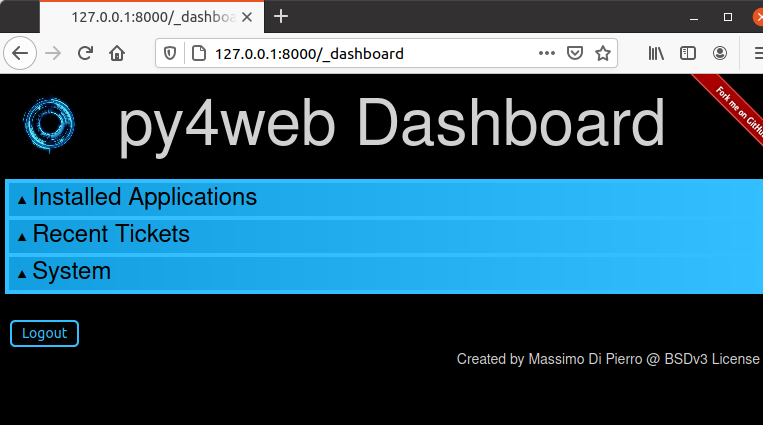 127.0.0.1:8000/_dashboa
127.0.0.1:8000/_dashboard
py4web Dashboard
Fork me on GitHub
▲ Installed Applications
▲ Recent Tickets
▲ System
Logout
Created by Massimo Di Pierro @ BSDv3 License